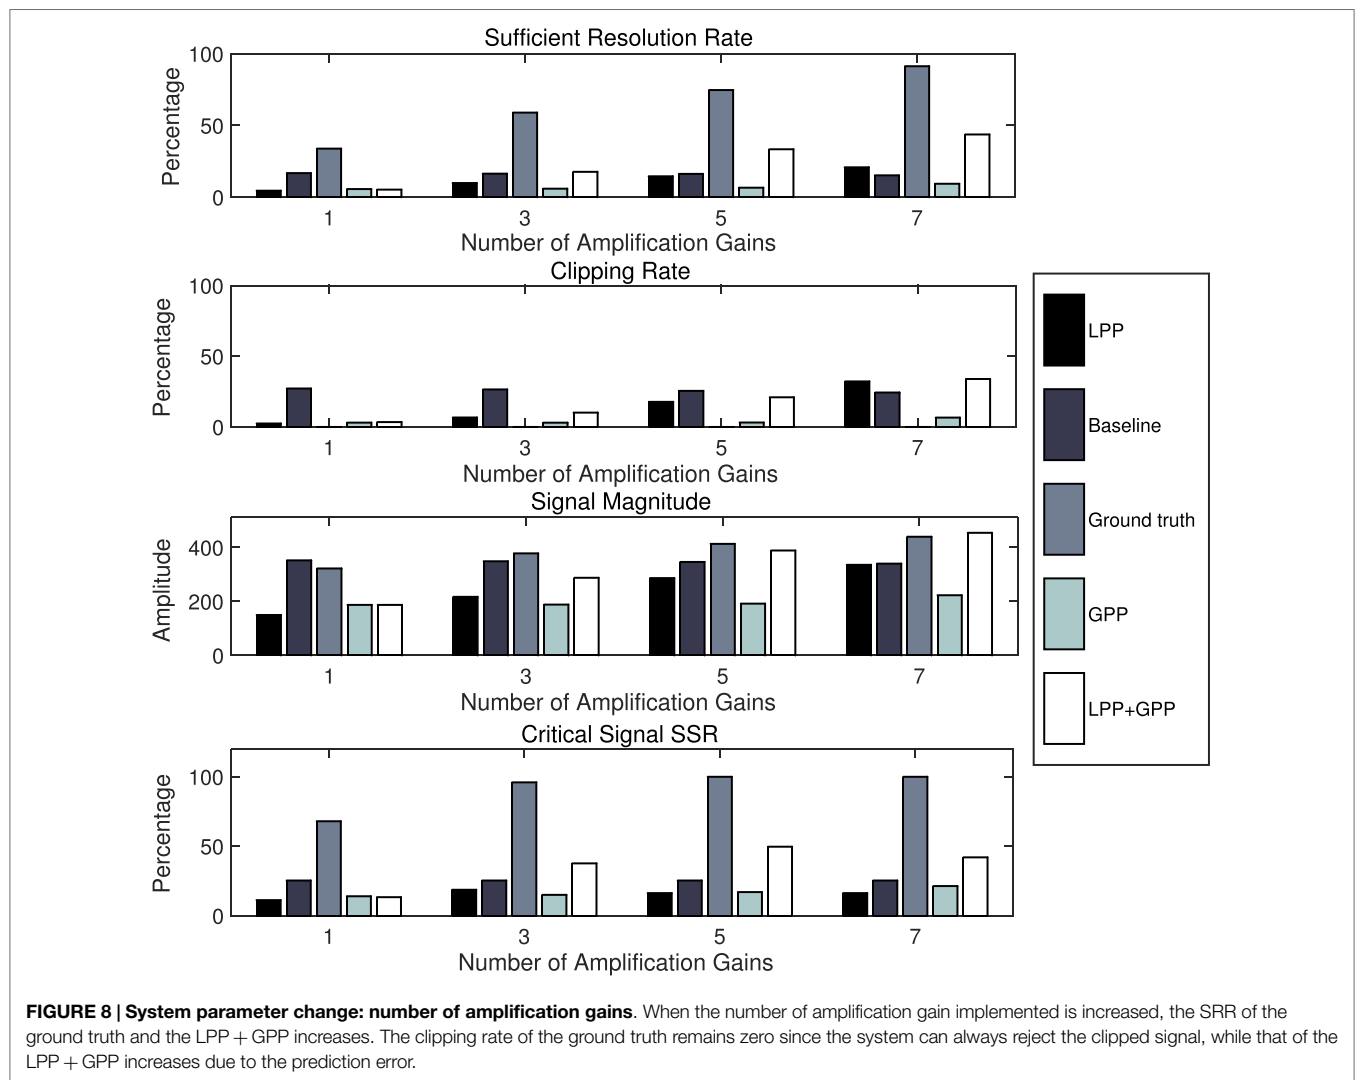 Sufficient Resolution Rate
100
50
0
Percentage
1 3 5 7
Number of Amplification Gains
Clipping Rate
100
50
0
Percentage
1 3 5 7
Number of Amplification Gains
Signal Magnitude
400
200
0
Amplitude
1 3 5 7
Number of Amplification Gains
Critical Signal SSR
100
50
0
Percentage
1 3 5 7
Number of Amplification Gains
LPP
Baseline
Ground truth
GPP
LPP+GPP
FIGURE 8 | System parameter change: number of amplification gains. When the number of amplification gain implemented is increased, the SRR of the
ground truth and the LPP + GPP increases. The clipping rate of the ground truth remains zero since the system can always reject the clipped signal, while that of the
LPP + GPP increases due to the prediction error.